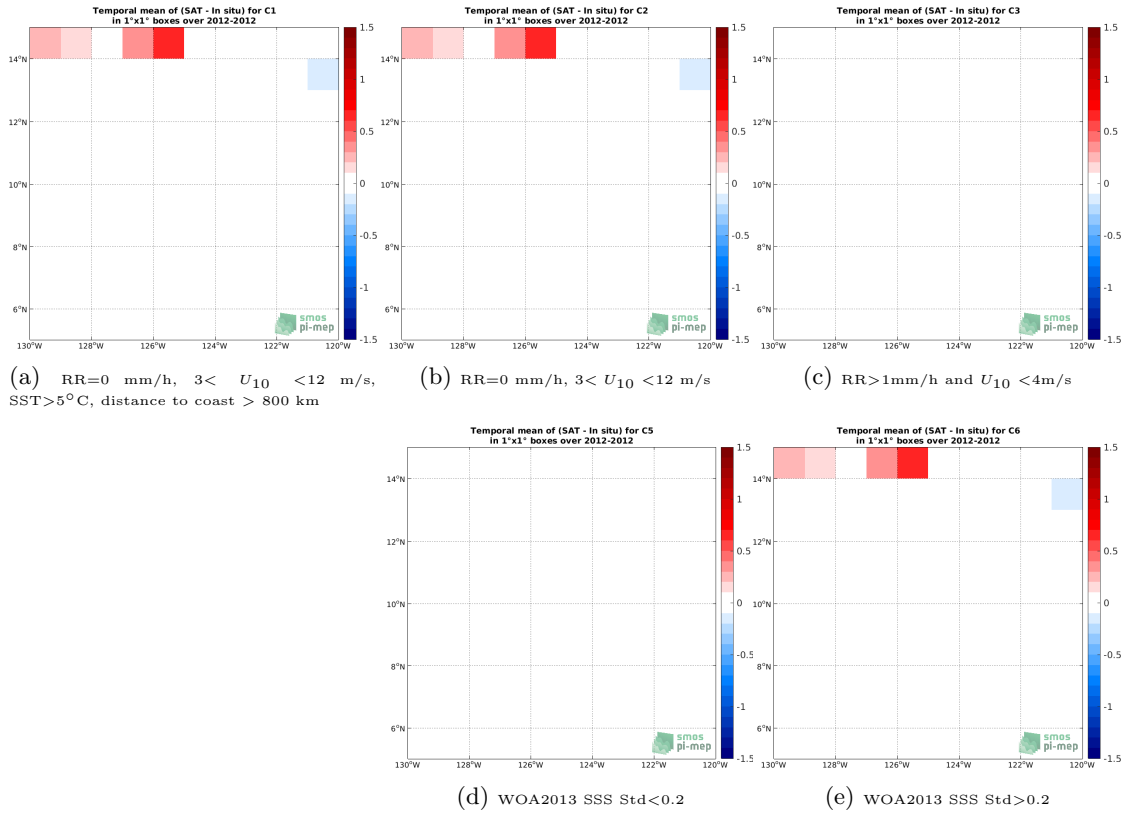 Temporal mean of (SAT - In situ) for C1
in 1°x1° boxes over 2012-2012
14°N
12°N
10°N
8°N
6°N
130°W
128°W
126°W
124°W
122°W
120°W
1.5
1
0.5
0
-0.5
-1
-1.5
smos
pi-mep
(a) RR=0 mm/h, 3< U10 <12 m/s,
SST>5°C, distance to coast > 800 km
Temporal mean of (SAT - In situ) for C2
in 1°x1° boxes over 2012-2012
14°N
12°N
10°N
8°N
6°N
130°W
128°W
126°W
124°W
122°W
120°W
1.5
1
0.5
0
-0.5
-1
-1.5
smos
pi-mep
(b) RR=0 mm/h, 3< U10 <12 m/s
Temporal mean of (SAT - In situ) for C3
in 1°x1° boxes over 2012-2012
14°N
12°N
10°N
8°N
6°N
130°W
128°W
126°W
124°W
122°W
120°W
1.5
1
0.5
0
-0.5
-1
-1.5
smos
pi-mep
(c) RR>1mm/h and U10 <4m/s
Temporal mean of (SAT - In situ) for C5
in 1°x1° boxes over 2012-2012
14°N
12°N
10°N
8°N
6°N
130°W
128°W
126°W
124°W
122°W
120°W
1.5
1
0.5
0
-0.5
-1
-1.5
smos
pi-mep
(d) WOA2013 SSS Std<0.2
Temporal mean of (SAT - In situ) for C6
in 1°x1° boxes over 2012-2012
14°N
12°N
10°N
8°N
6°N
130°W
128°W
126°W
124°W
122°W
120°W
1.5
1
0.5
0
-0.5
-1
-1.5
smos
pi-mep
(e) WOA2013 SSS Std>0.2